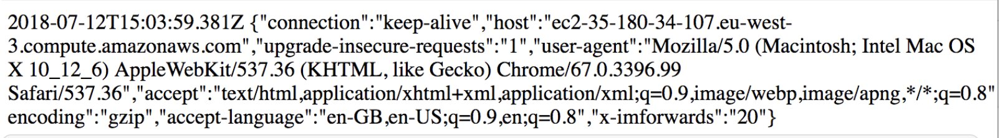 2018-07-12T15:03:59.381Z {"connection":"keep-alive","host":"ec2-35-180-34-107.eu-west-
3.compute.amazonaws.com","upgrade-insecure-requests":"1","user-agent":"Mozilla/5.0 (Macintosh; Intel Mac OS
X 10_12_6) AppleWebKit/537.36 (KHTML, like Gecko) Chrome/67.0.3396.99
Safari/537.36","accept":"text/html,application/xhtml+xml,application/xml;q=0.9,image/webp,image/apng,*/*;q=0.8"
encoding":"gzip","accept-language":"en-GB,en-US;q=0.9,en;q=0.8","x-imforwards":"20"}